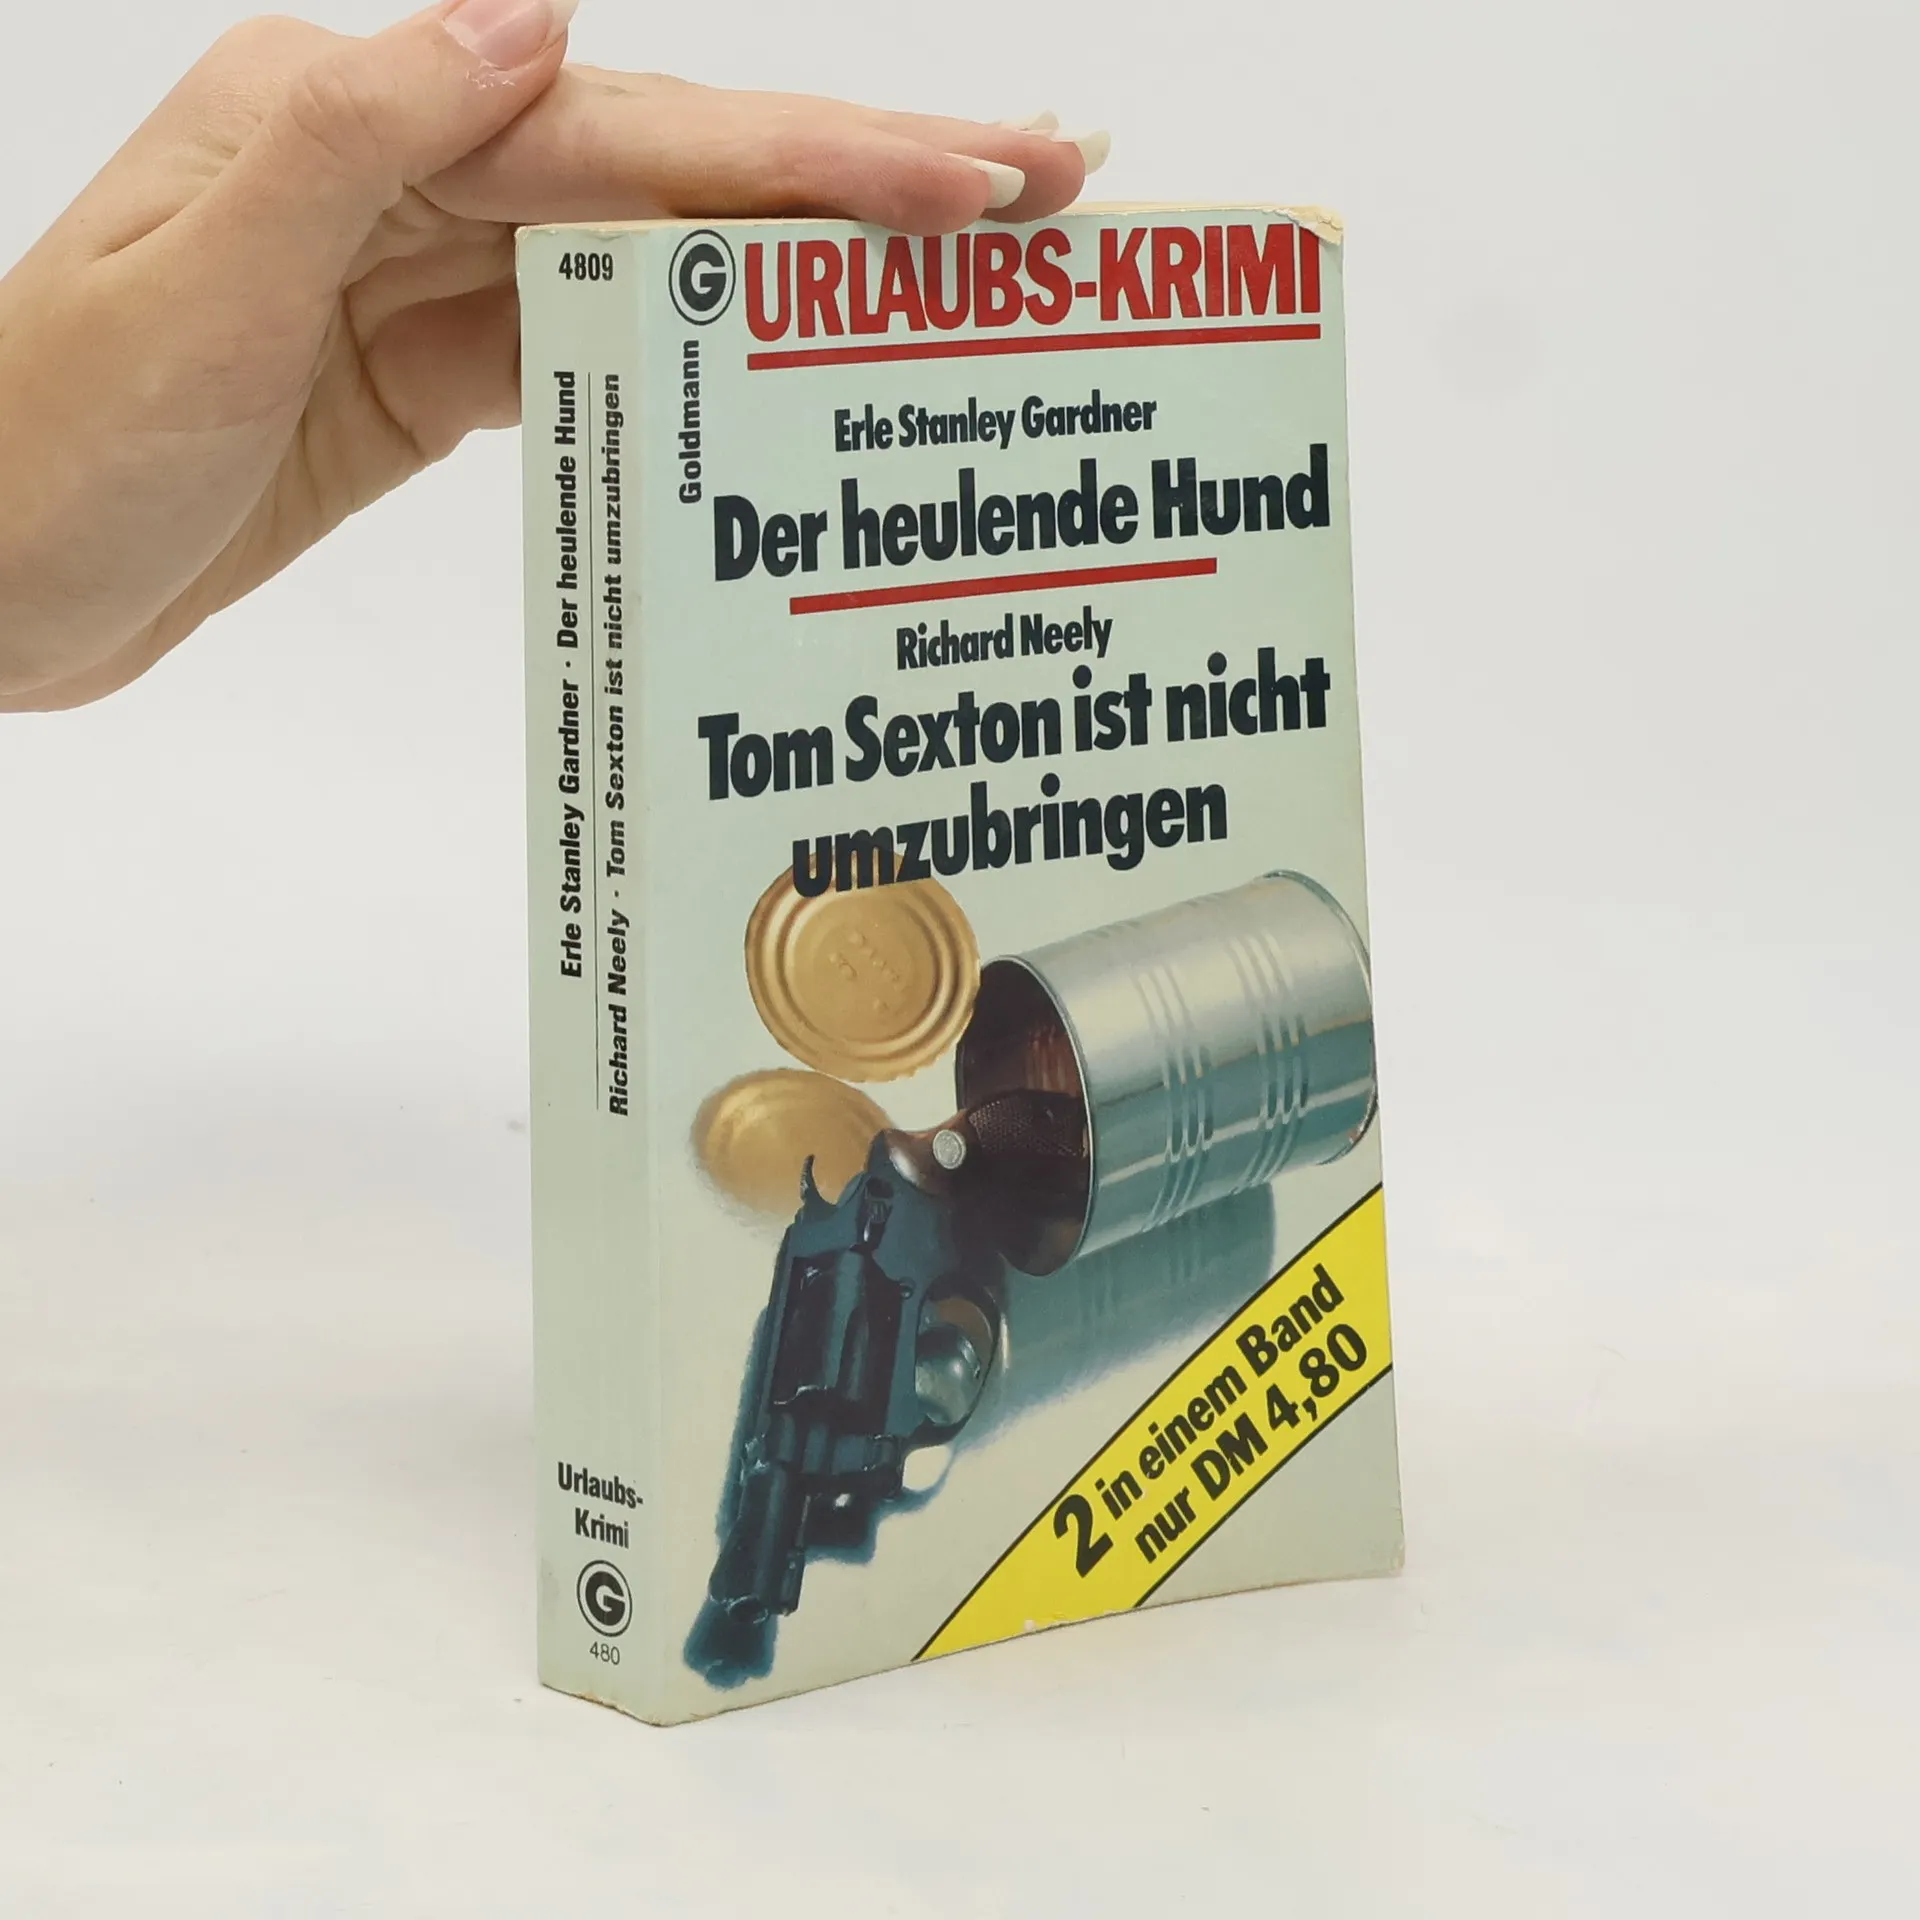 4809
Erle Stanley Gardner · Der heulende Hund
Richard Neely · Tom Sexton ist nicht umzubringen
Urlaubs-
Krimi
G
480
G
URLAUBS-KRIMI
Goldmann
Erle Stanley Gardner
Der heulende Hund
Richard Neely
Tom Sexton ist nicht
umzubringen
2 in einem Band
nur DM 4,80